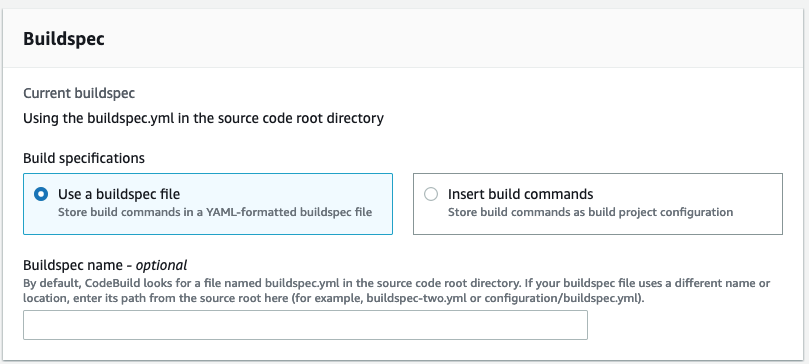 Buildspec
Current buildspec
Using the buildspec.yml in the source code root directory
Build specifications
Use a buildspec file
Store build commands in a YAML-formatted buildspec file
Insert build commands
Store build commands as build project configuration
Buildspec name - optional
By default, CodeBuild looks for a file named buildspec.yml in the source code root directory. If your buildspec file uses a different name or
location, enter its path from the source root here (for example, buildspec-two.yml or configuration/buildspec.yml).